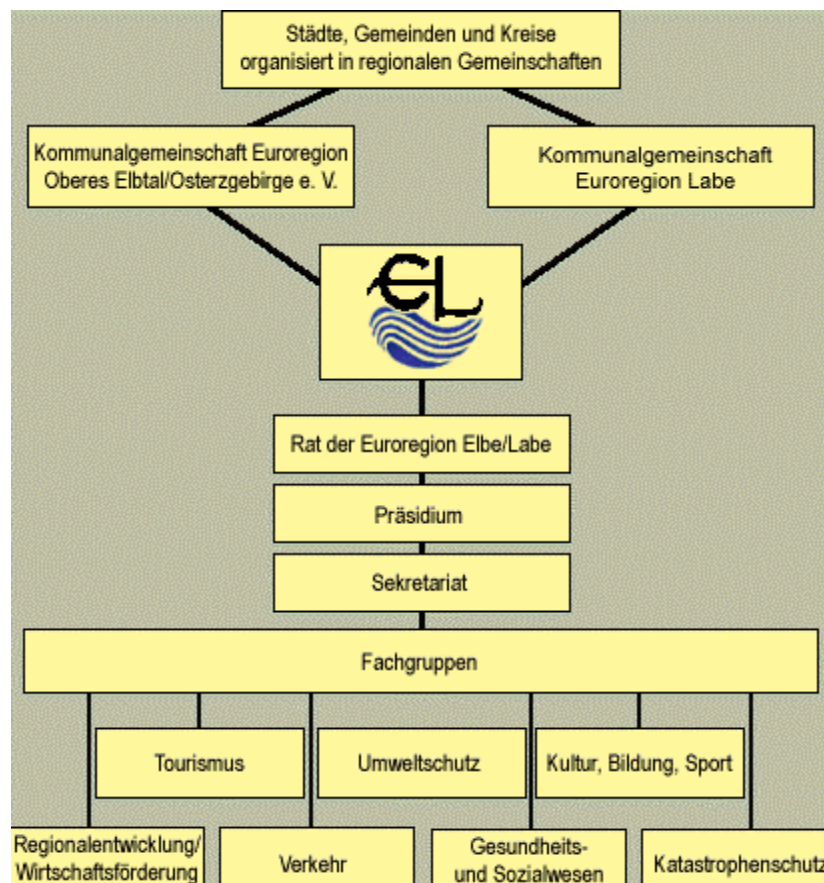 Städte, Gemeinden und Kreise
organisiert in regionalen Gemeinschaften
Kommunalgemeinschaft Euroregion
Oberes Elbtal/Osterzgebirge e. V.
Kommunalgemeinschaft
Euroregion Labe
EL
Rat der Euroregion Elbe/Labe
Präsidium
Sekretariat
Fachgruppen
Tourismus
Umweltschutz
Kultur, Bildung, Sport
Regionalentwicklung/
Wirtschaftsförderung
Verkehr
Gesundheits-
und Sozialwesen
Katastrophenschutz